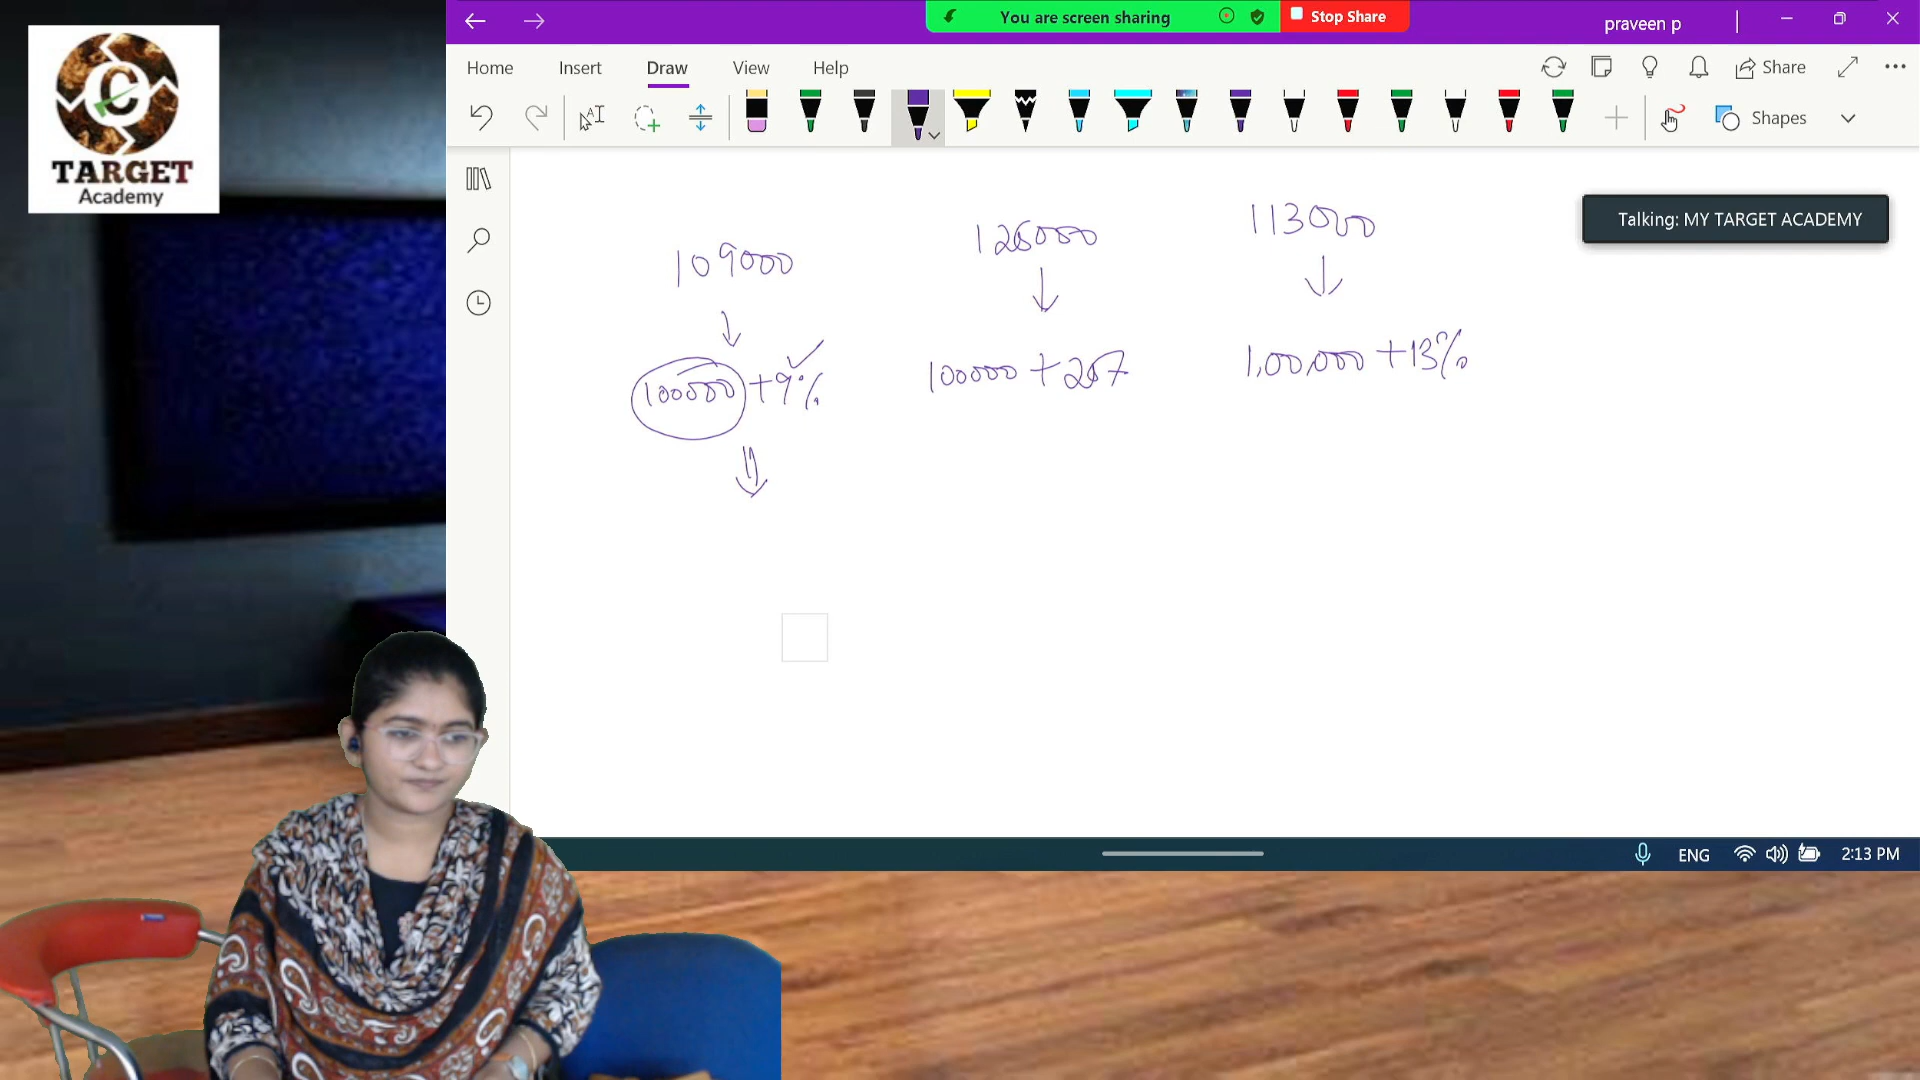 TARGET
Academy
You are screen sharing
Stop Share
praveen p
Home Insert Draw View Help
Share
Shapes
Talking: MY TARGET ACADEMY
109000
126000
113000
100000 + 9%
100000 + 267
1,00,000 + 13%
ENG
2:13 PM